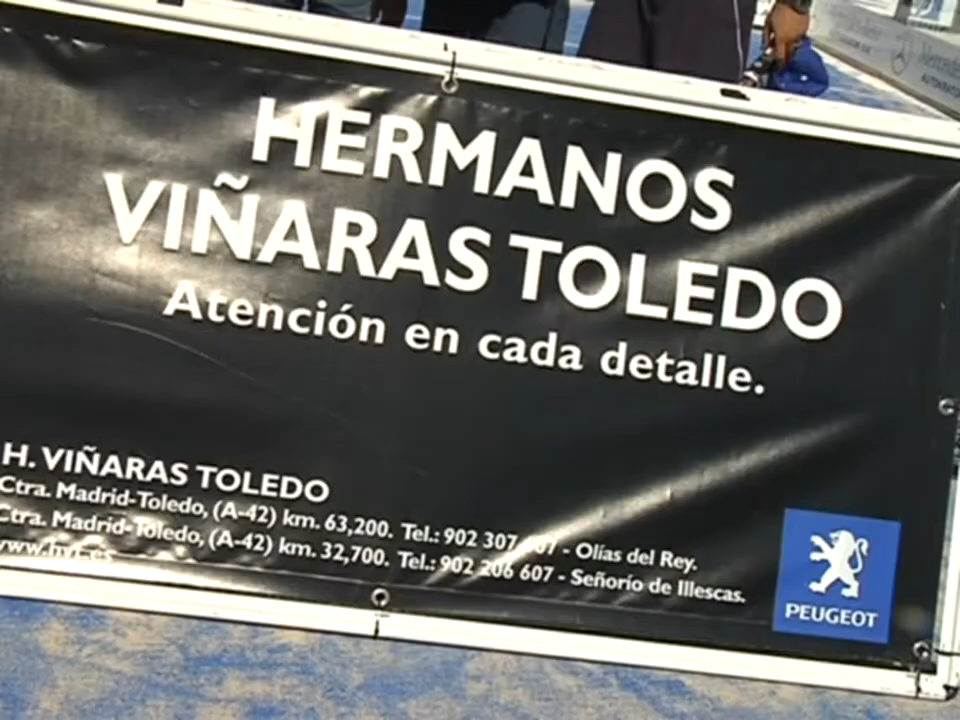 HERMANOS
VIÑARAS TOLEDO
Atención en cada detalle.
H. VIÑARAS TOLEDO
Ctra. Madrid-Toledo, (A-42) km. 63,200. Tel.: 902 307 - Olías del Rey.
Ctra. Madrid-Toledo, (A-42) km. 32,700. Tel.: 902 206 607 - Señorío de Illescas.
PEUGEOT